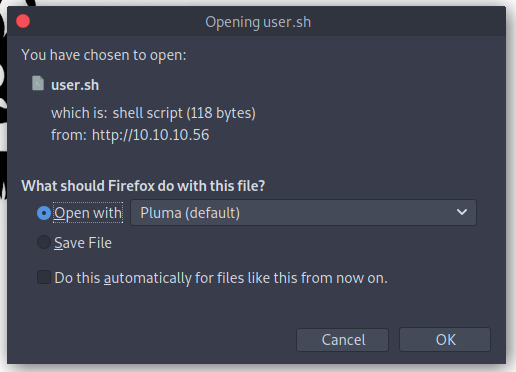 Opening user.sh
You have chosen to open:
user.sh
which is: shell script (118 bytes)
from: http://10.10.10.56
What should Firefox do with this file?
Open with
Pluma (default)
Save File
Do this automatically for files like this from now on.
Cancel
OK